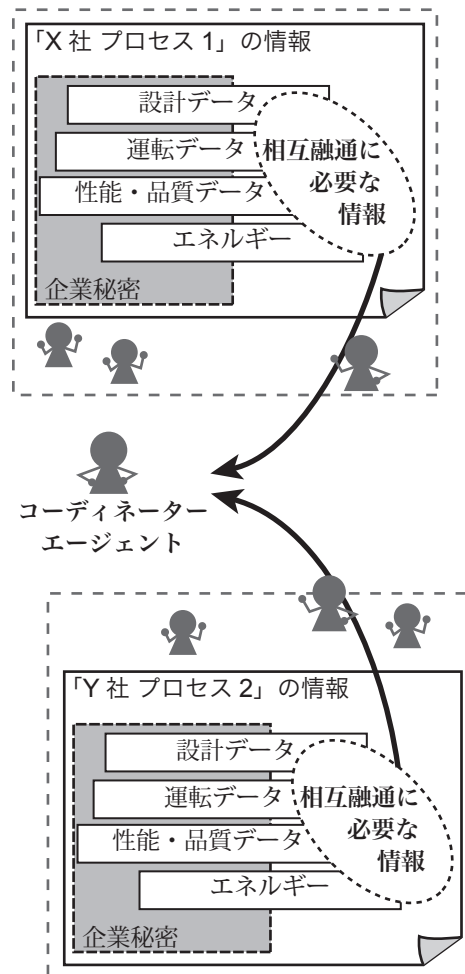 「X 社 プロセス 1」の情報
設計データ
運転データ
性能・品質データ
エネルギー
相互融通に
必要な
情報
企業秘密
コーディネーター
エージェント
「Y 社 プロセス 2」の情報
設計データ
運転データ
性能・品質データ
エネルギー
相互融通に
必要な
情報
企業秘密